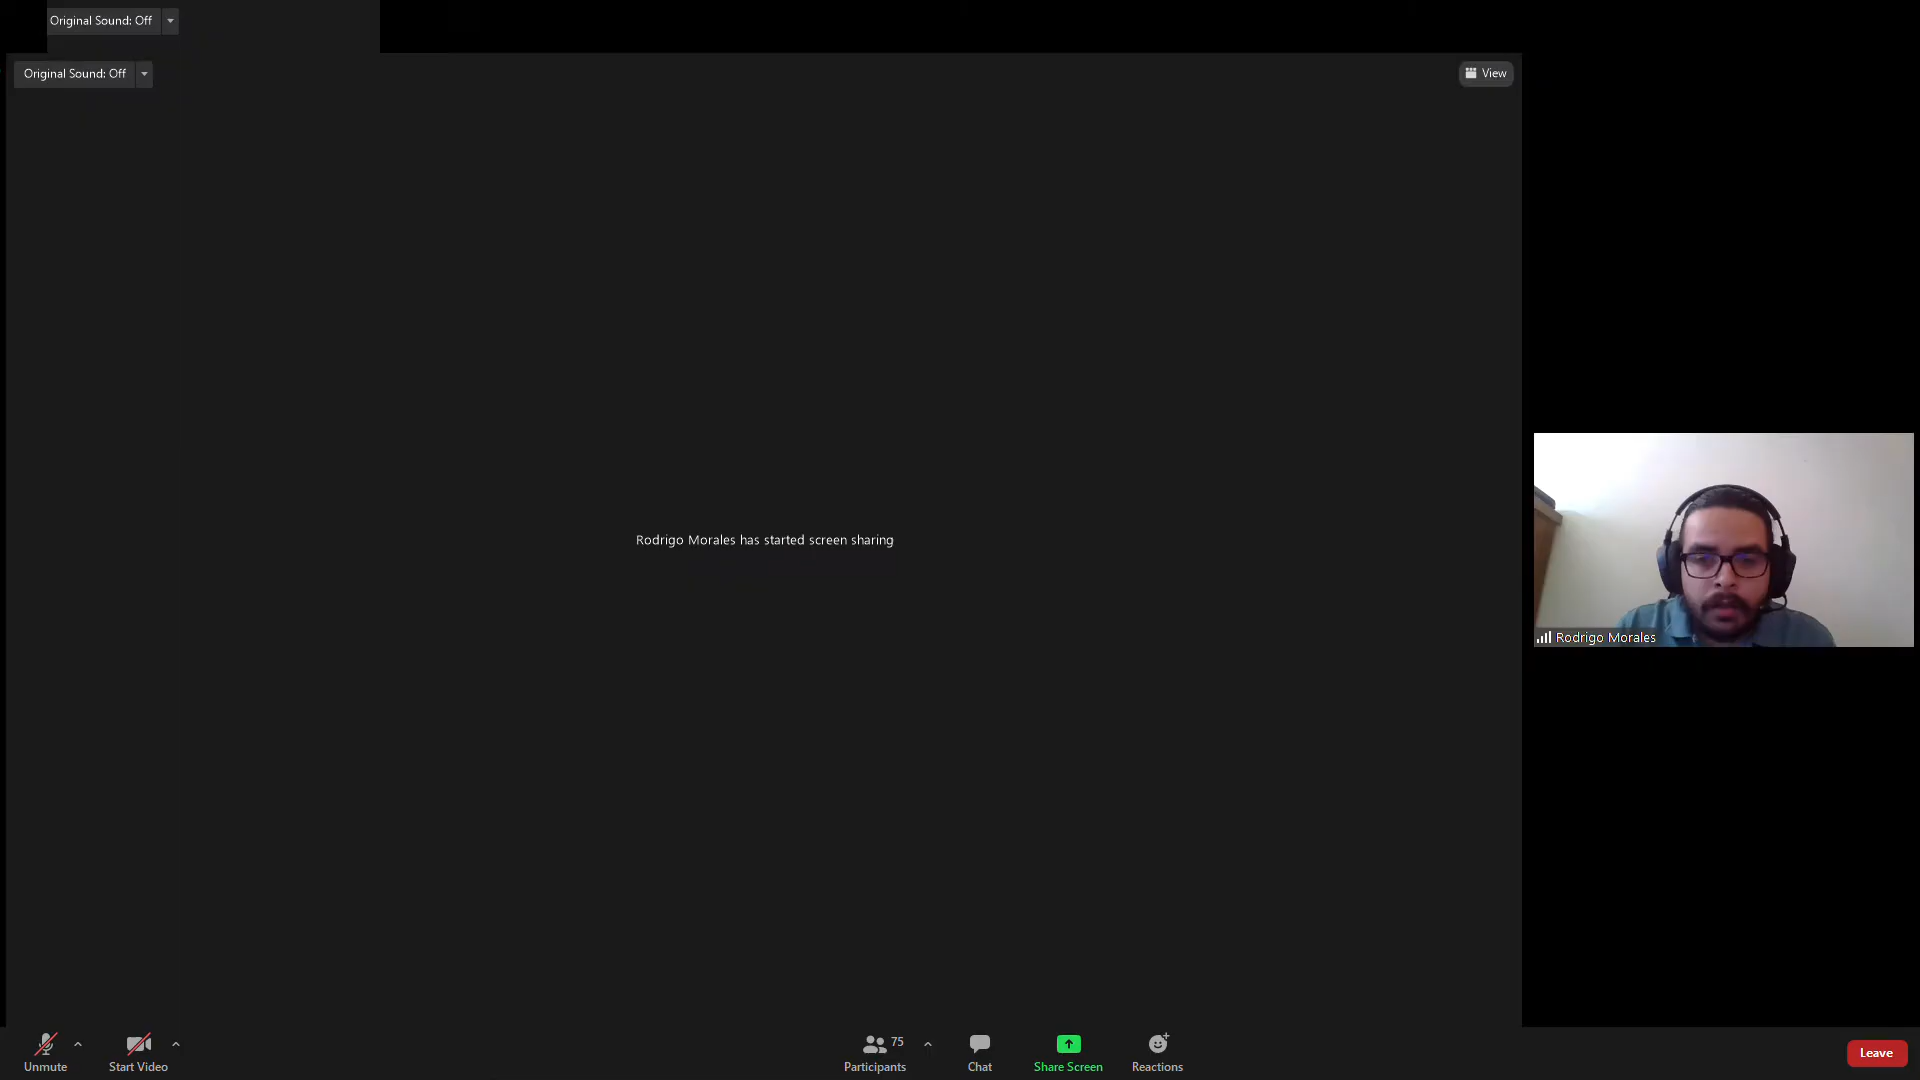 Original Sound: Off
Original Sound: Off
View
Rodrigo Morales has started screen sharing
Rodrigo Morales
75
Unmute
Start Video
Participants
Chat
Share Screen
Reactions
Leave